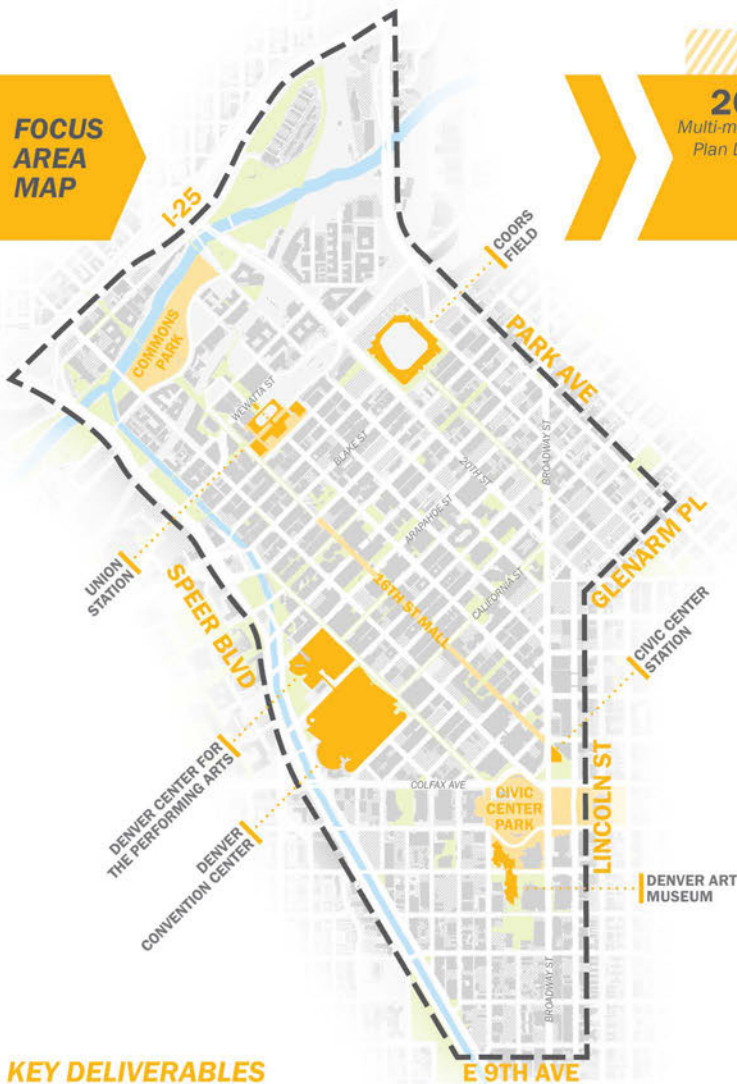 FOCUS
AREA
MAP
20
Multi-m
Plan
I-25
COORS
FIELD
PARK AVE
COMMONS
PARK
WEWATTA ST
BLAKE ST
20TH ST
BROADWAY ST
ARAPAHOE ST
UNION
STATION
SPEER BLVD
16TH ST MALL
CALIFORNIA ST
GLENARM PL
CIVIC CENTER
STATION
DENVER CENTER FOR
THE PERFORMING ARTS
DENVER
CONVENTION CENTER
COLFAX AVE
CIVIC
CENTER
PARK
LINCOLN ST
DENVER ART
MUSEUM
BROADWAY ST
KEY DELIVERABLES
E 9TH AVE